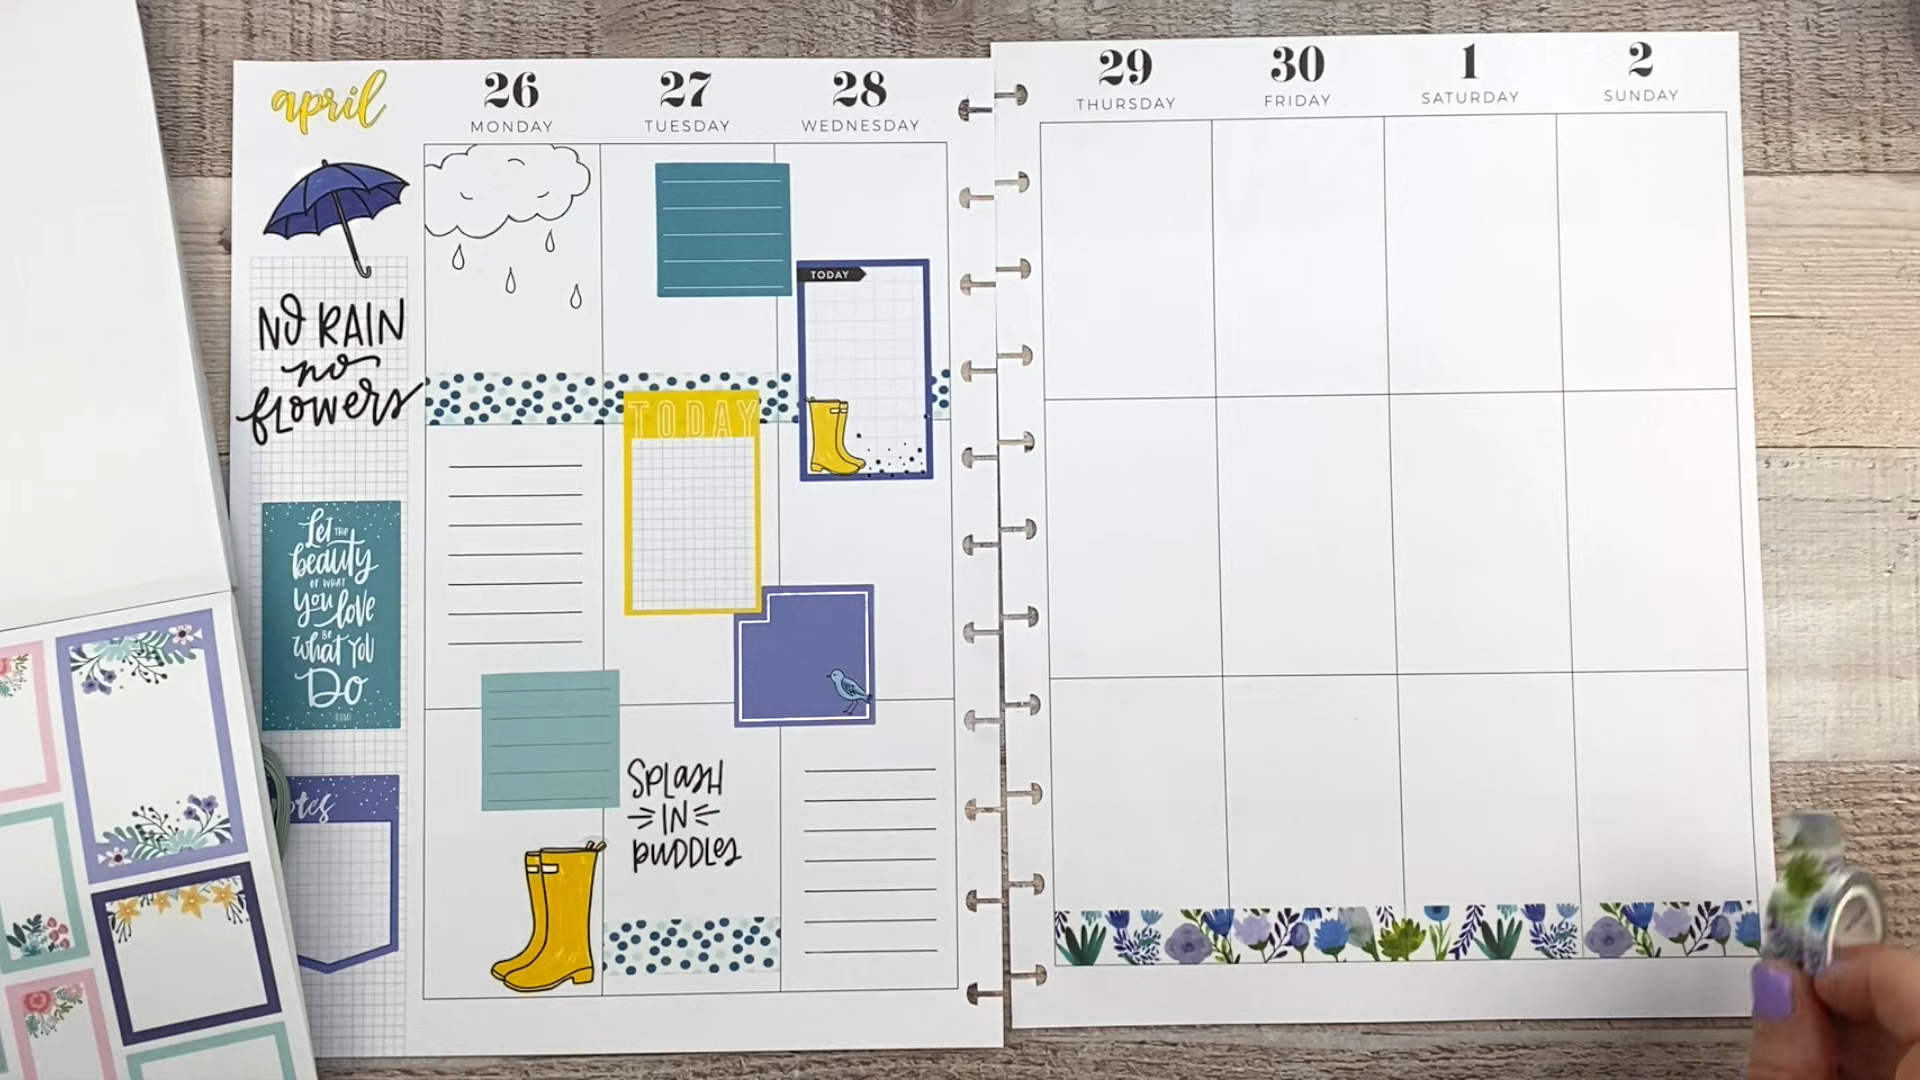 april
26
MONDAY
27
TUESDAY
28
WEDNESDAY
29
THURSDAY
30
FRIDAY
1
SATURDAY
2
SUNDAY
NO RAIN
no
flowers
Let THE
beauty
OF WHAT
You love
BE
What you
Do
RUMI
TODAY
TODAY
SPLASH
IN
PUDDLES